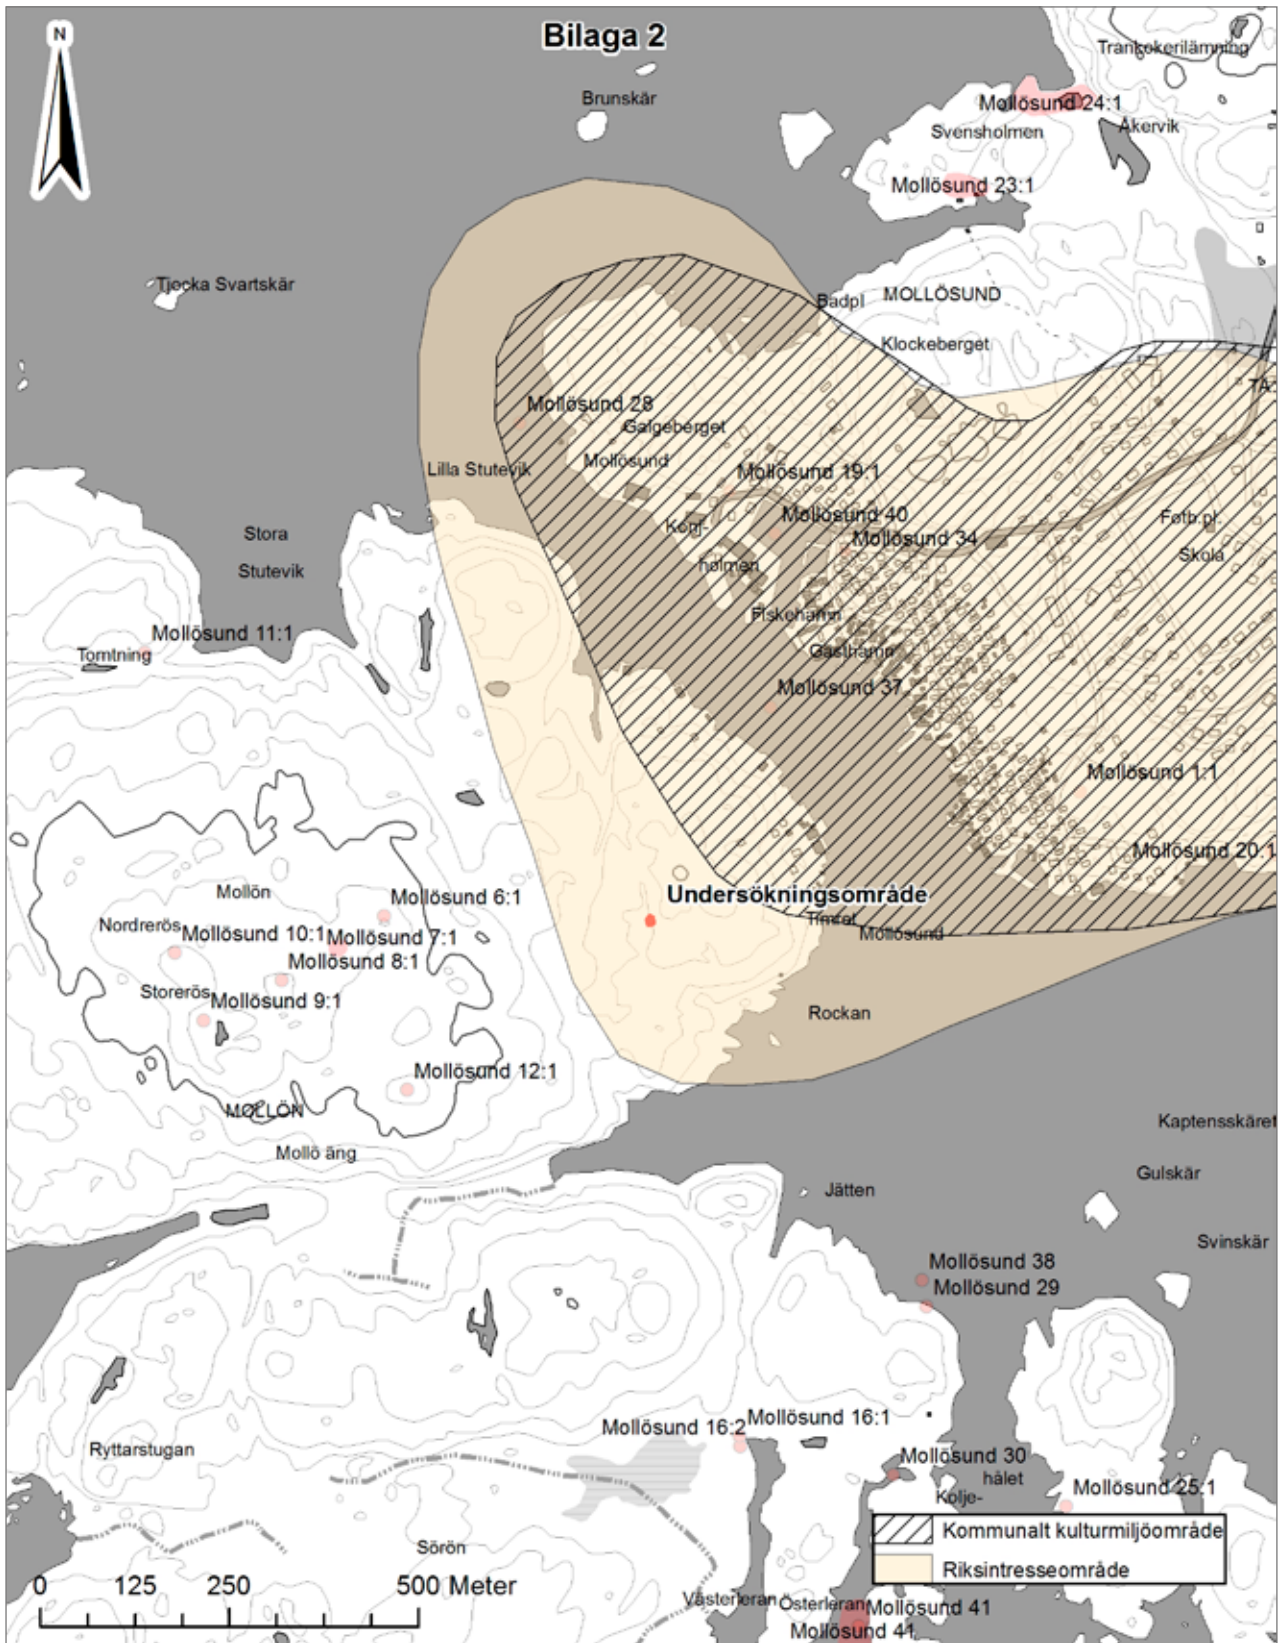 N
Bilaga 2
Trankokerilämning
Brunskär
Mollösund 24:1
Svensholmen
Åkervik
Mollösund 23:1
Tjocka Svartskär
Badpl
MOLLÖSUND
Klockeberget
TÅ
Mollösund 28
Galgeberget
Mollösund
Lilla Stutevik
Mollösund 19:1
Mollösund 40
Fotb.pl.
Mollösund 34
Stora
Stutevik
Skola
holmen
Fiskehamn
Mollösund 11:1
Gästhamn
Tomtning
Mollösund 37
Mollösund 1:1
Mollösund 20:1
Mollön
Undersökningsområde
Mollösund 6:1
Nordrerös
Mollösund 10:1
Mollösund 7:1
Mollösund
Mollösund 8:1
Storerös
Mollösund 9:1
Rockan
Mollösund 12:1
MOLLÖN
Kaptensskäret
Mollö äng
Gulskär
Jätten
Svinskär
Mollösund 38
Mollösund 29
Mollösund 16:2
Mollösund 16:1
Ryttarstugan
Mollösund 30
hålet
Kolje-
Mollösund 25:1
Kommunalt kulturmiljöområde
Sörön
Riksintresseområde
0 125 250 500 Meter
Västerleran
Österleran
Mollösund 41
Mollösund 41